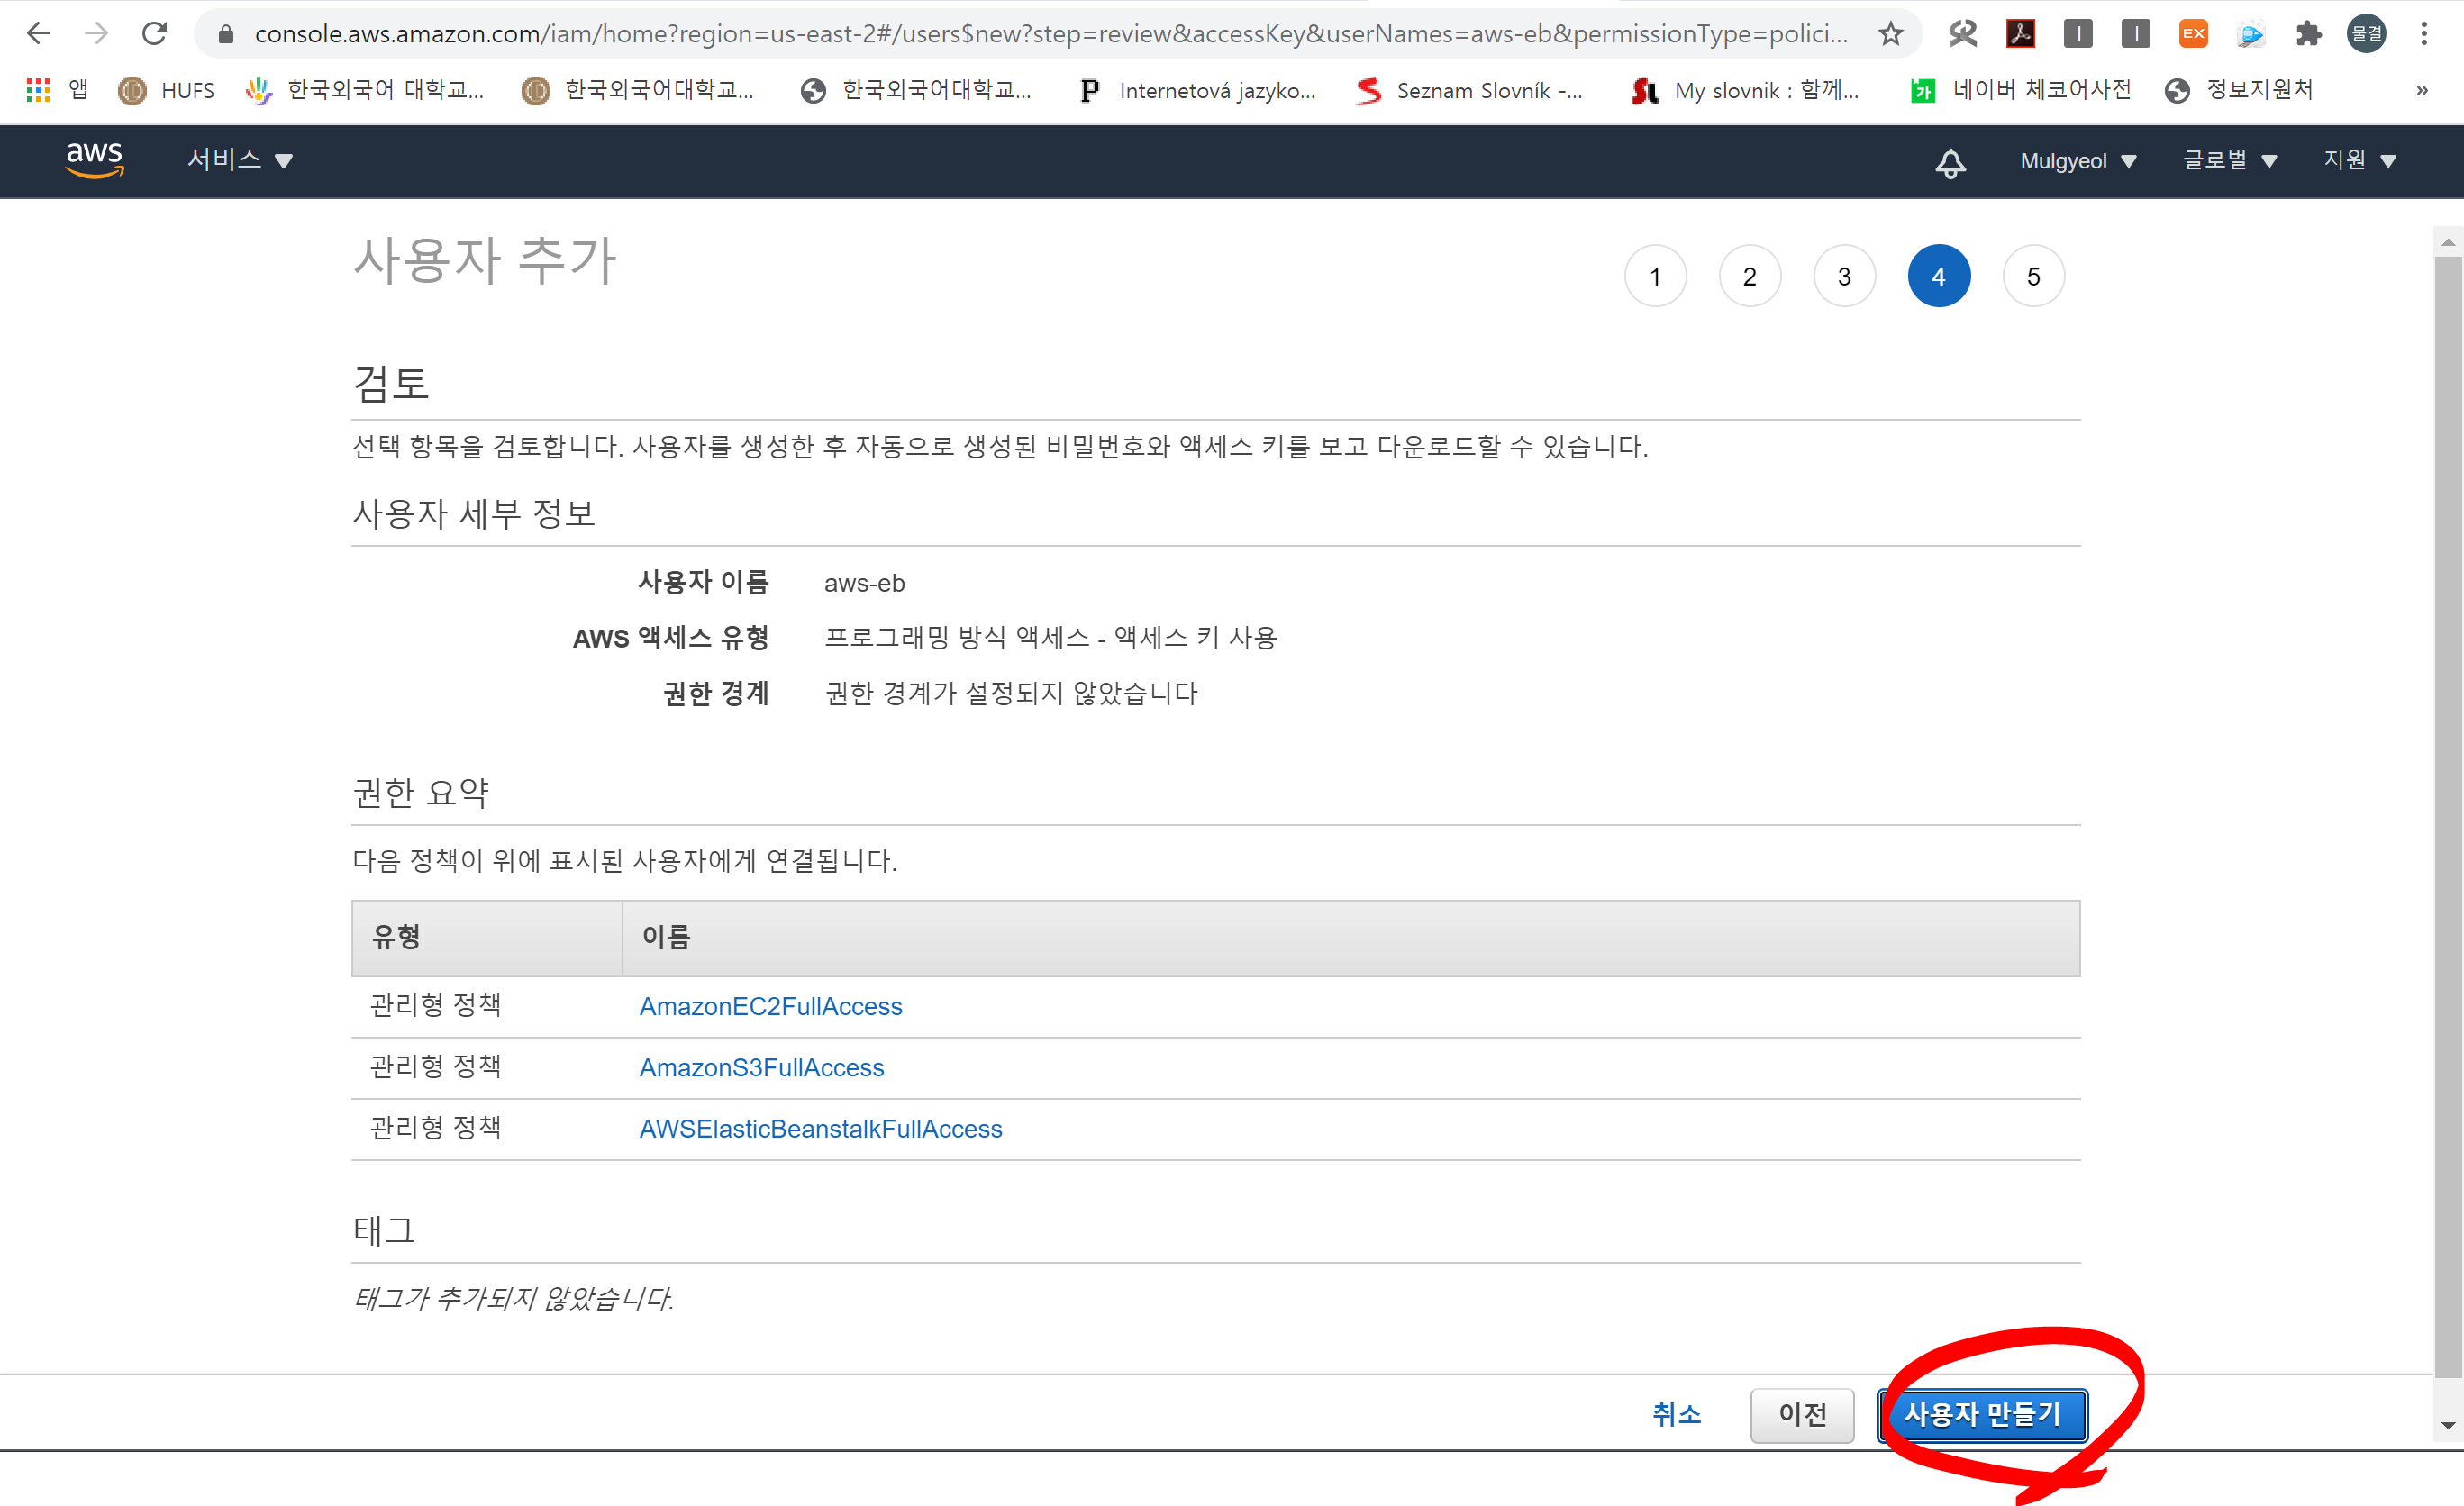 console.aws.amazon.com/iam/home?region=us-east-2#/users$new?step=review&accessKey&userNames=aws-eb&permissionType=polici...
EX
물결
앱
HUFS
한국외국어 대학교...
한국외국어대학교...
한국외국어대학교...
P
Internetová jazyko...
Seznam Slovník -...
My slovnik : 함께...
가
네이버 체코어사전
정보지원처
»
aws
서비스
Mulgyeol
글로벌
지원
사용자 추가
1
2
3
4
5
검토
선택 항목을 검토합니다. 사용자를 생성한 후 자동으로 생성된 비밀번호와 액세스 키를 보고 다운로드할 수 있습니다.
사용자 세부 정보
사용자 이름 aws-eb
AWS 액세스 유형 프로그래밍 방식 액세스 - 액세스 키 사용
권한 경계 권한 경계가 설정되지 않았습니다
권한 요약
다음 정책이 위에 표시된 사용자에게 연결됩니다.
유형 이름
관리형 정책 AmazonEC2FullAccess
관리형 정책 AmazonS3FullAccess
관리형 정책 AWSElasticBeanstalkFullAccess
태그
태그가 추가되지 않았습니다.
취소
이전
사용자 만들기